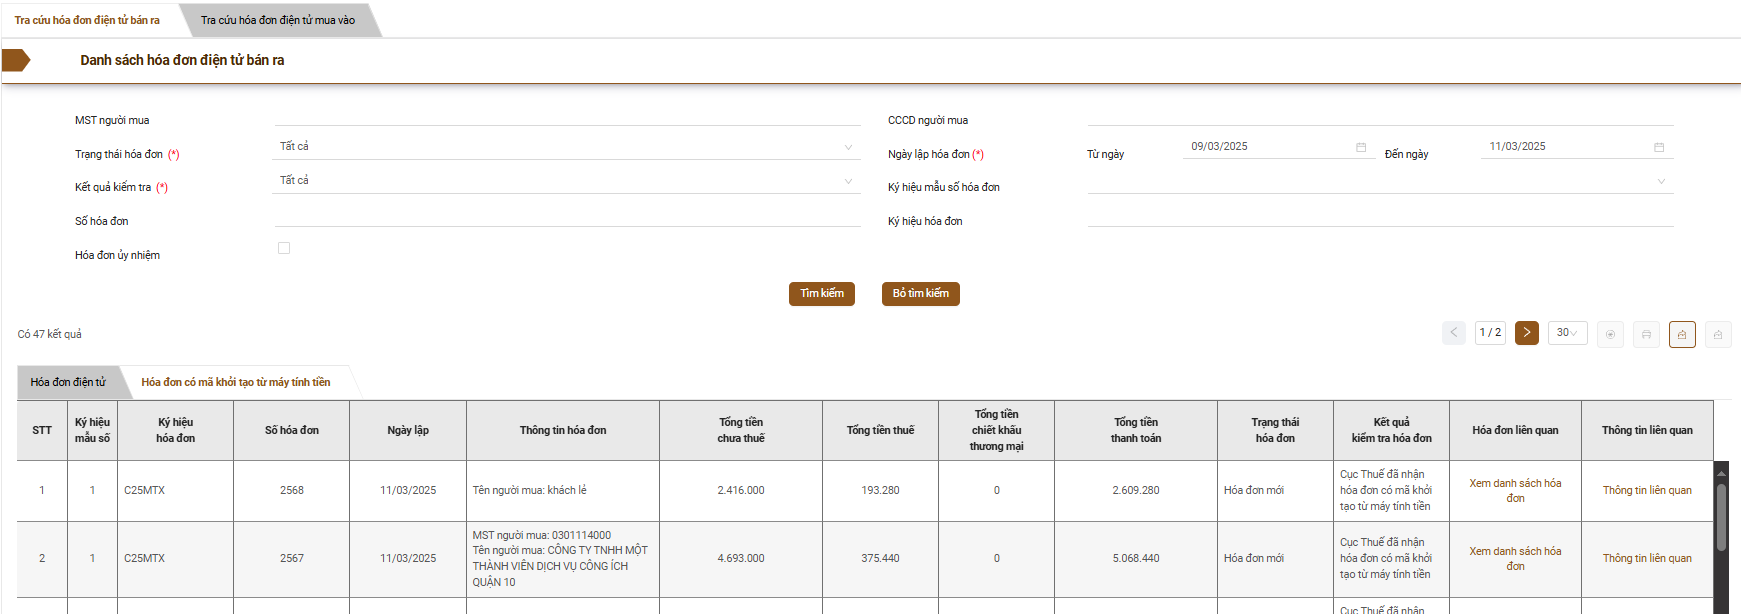 Tra cứu hóa đơn điện tử bán ra
Tra cứu hóa đơn điện tử mua vào
Danh sách hóa đơn điện tử bán ra
MST người mua
CCCD người mua
Trạng thái hóa đơn (*)
Tất cả
Ngày lập hóa đơn (*)
Từ ngày
09/03/2025
Đến ngày
11/03/2025
Kết quả kiểm tra (*)
Tất cả
Ký hiệu mẫu số hóa đơn
Số hóa đơn
Ký hiệu hóa đơn
Hóa đơn ủy nhiệm
Tìm kiếm
Bỏ tìm kiếm
Có 47 kết quả
1 / 2
30
Hóa đơn điện tử
Hóa đơn có mã khởi tạo từ máy tính tiền
STT
Ký hiệu
mẫu số
Ký hiệu
hóa đơn
Số hóa đơn
Ngày lập
Thông tin hóa đơn
Tổng tiền
chưa thuế
Tổng tiền thuế
Tổng tiền
chiết khấu
thương mại
Tổng tiền
thanh toán
Trạng thái
hóa đơn
Kết quả
kiểm tra hóa đơn
Hóa đơn liên quan
Thông tin liên quan
1
1
C25MTX
2568
11/03/2025
Tên người mua: khách lẻ
2.416.000
193.280
0
2.609.280
Hóa đơn mới
Cục Thuế đã nhận
hóa đơn có mã khởi
tạo từ máy tính tiền
Xem danh sách hóa
đơn
Thông tin liên quan
2
1
C25MTX
2567
11/03/2025
MST người mua: 0301114000
Tên người mua: CÔNG TY TNHH MỘT
THÀNH VIÊN DỊCH VỤ CÔNG ÍCH
QUẬN 10
4.693.000
375.440
0
5.068.440
Hóa đơn mới
Cục Thuế đã nhận
hóa đơn có mã khởi
tạo từ máy tính tiền
Xem danh sách hóa
đơn
Thông tin liên quan
Cục Thuế đã nhận